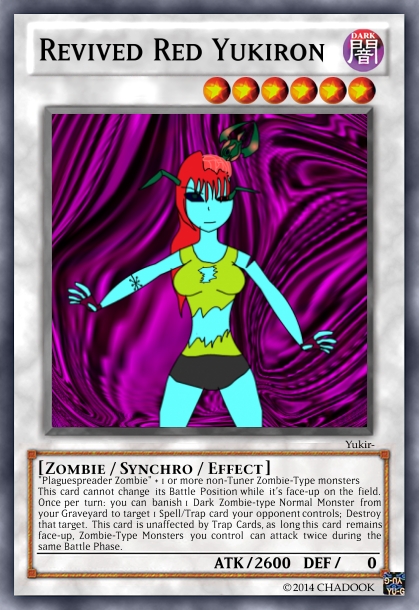 REVIVED RED YUKIRON
DARK
闇
Yukir-
[ZOMBIE / SYNCHRO / EFFECT]
"Plaguespreader Zombie" + 1 or more non-Tuner Zombie-Type monsters
This card cannot change its Battle Position while it's face-up on the field.
Once per turn: you can banish 1 Dark Zombie-type Normal Monster from
your Graveyard to target 1 Spell/Trap card your opponent controls; Destroy
that target. This card is unaffected by Trap Cards, as long this card remains
face-up, Zombie-Type Monsters you control can attack twice during the
same Battle Phase.
ATK / 2600 DEF / 0
©2014 CHADOOK
YU-G